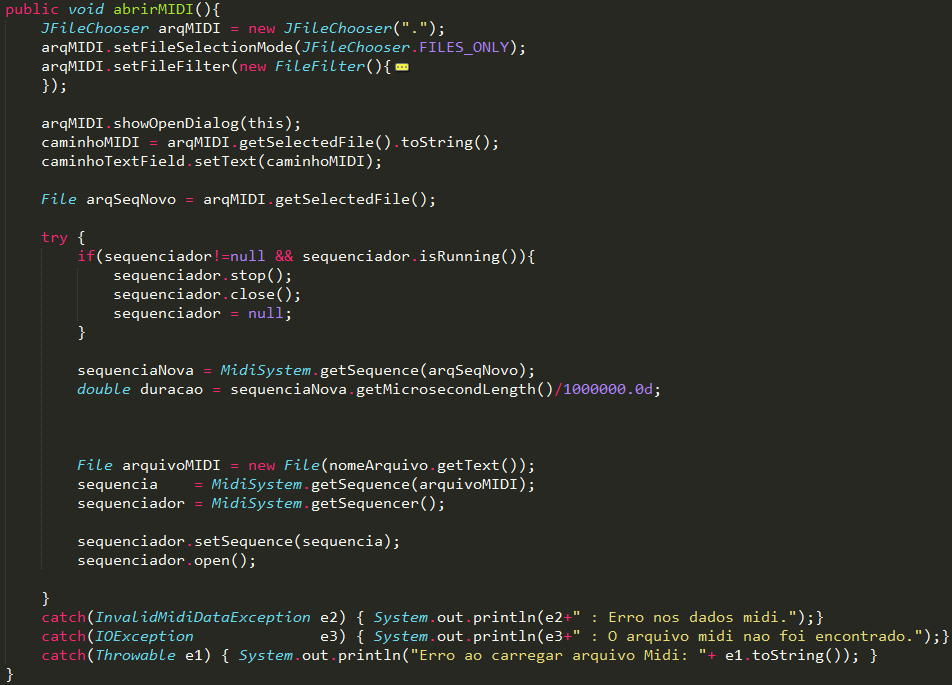 public void abrirMIDI(){
    JFileChooser arqMIDI = new JFileChooser(".");
    arqMIDI.setFileSelectionMode(JFileChooser.FILES_ONLY);
    arqMIDI.setFileFilter(new FileFilter(){
    });
    arqMIDI.showOpenDialog(this);
    caminhoMIDI = arqMIDI.getSelectedFile().toString();
    caminhoTextField.setText(caminhoMIDI);
    File arqSeqNovo = arqMIDI.getSelectedFile();
    try {
        if(sequenciador!=null && sequenciador.isRunning()){
            sequenciador.stop();
            sequenciador.close();
            sequenciador = null;
        }
        sequenciaNova = MidiSystem.getSequence(arqSeqNovo);
        double duracao = sequenciaNova.getMicrosecondLength()/1000000.0d;
        File arquivoMIDI = new File(nomeArquivo.getText());
        sequencia    = MidiSystem.getSequence(arquivoMIDI);
        sequenciador = MidiSystem.getSequencer();
        sequenciador.setSequence(sequencia);
        sequenciador.open();
    }
    catch(InvalidMidiDataException e2) { System.out.println(e2+" : Erro nos dados midi.");}
    catch(IOException              e3) { System.out.println(e3+" : O arquivo midi nao foi encontrado.");}
    catch(Throwable e1) { System.out.println("Erro ao carregar arquivo Midi: "+ e1.toString()); }
}